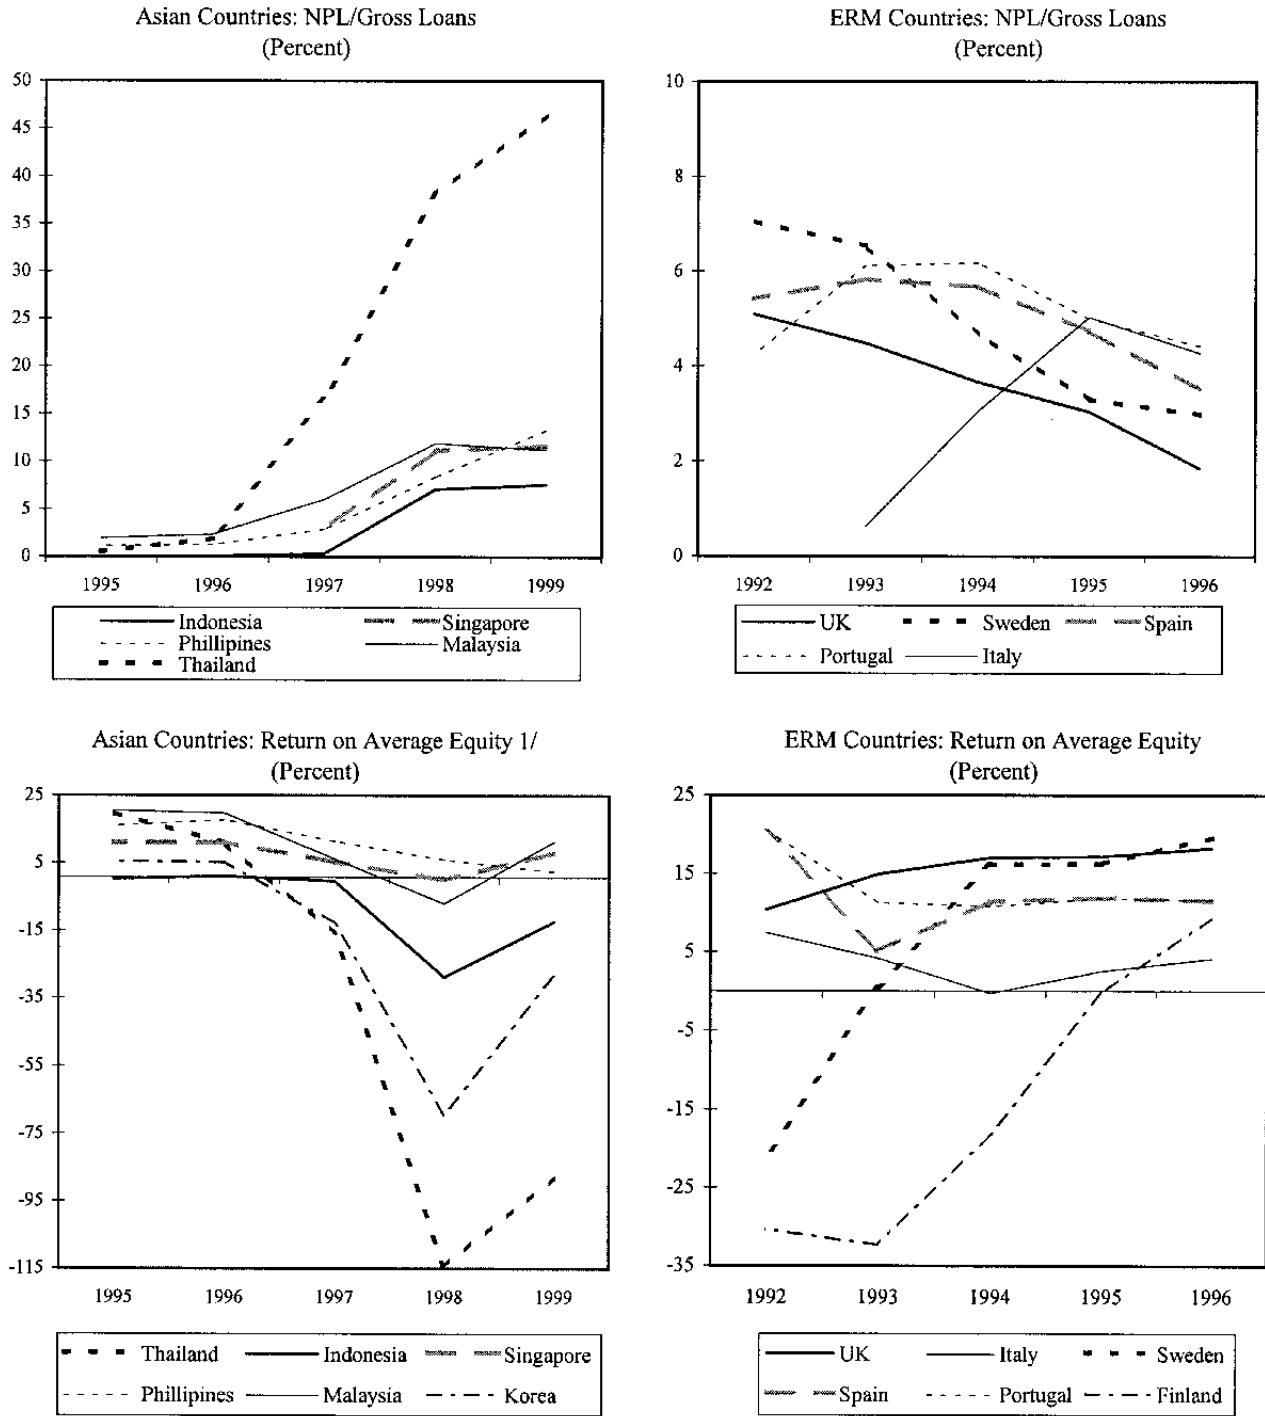 Asian Countries: NPL/Gross Loans
(Percent)
50
45
40
35
30
25
20
15
10
5
0
1995 1996 1997 1998 1999
Indonesia Singapore
Phillipines Malaysia
Thailand
ERM Countries: NPL/Gross Loans
(Percent)
10
8
6
4
2
0
1992 1993 1994 1995 1996
UK Sweden Spain
Portugal Italy
Asian Countries: Return on Average Equity 1/
(Percent)
25
5
-15
-35
-55
-75
-95
-115
1995 1996 1997 1998 1999
Thailand Indonesia Singapore
Phillipines Malaysia Korea
ERM Countries: Return on Average Equity
(Percent)
25
15
5
-5
-15
-25
-35
1992 1993 1994 1995 1996
UK Italy Sweden
Spain Portugal Finland